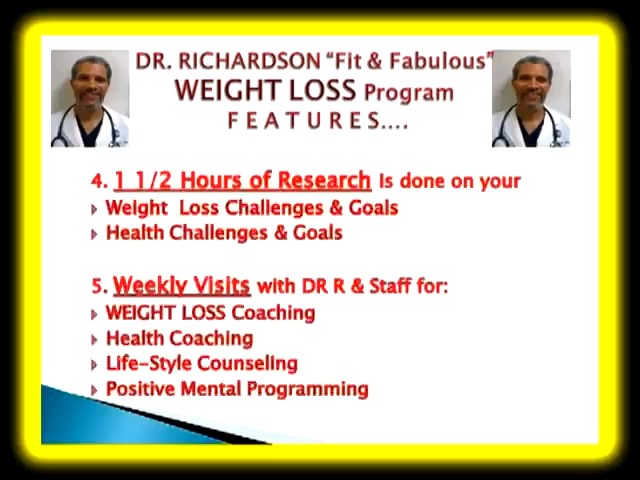 DR. RICHARDSON “Fit & Fabulous”
WEIGHT LOSS Program
F E A T U R E S….
4. 1 1/2 Hours of Research Is done on your
Weight Loss Challenges & Goals
Health Challenges & Goals
5. Weekly Visits with DR R & Staff for:
WEIGHT LOSS Coaching
Health Coaching
Life-Style Counseling
Positive Mental Programming